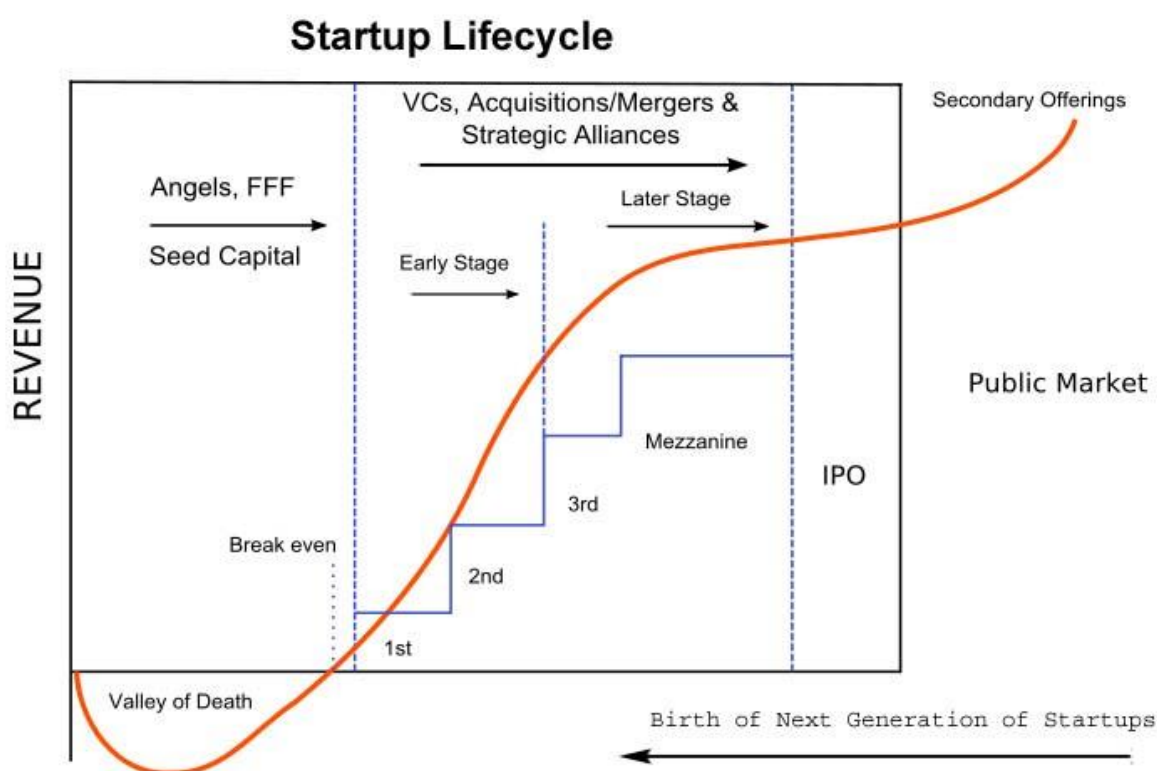 Startup Lifecycle
VCs, Acquisitions/Mergers &
Strategic Alliances
Secondary Offerings
Angels, FFF
Seed Capital
Later Stage
Early Stage
REVENUE
Public Market
Mezzanine
IPO
3rd
Break even
2nd
1st
Valley of Death
Birth of Next Generation of Startups